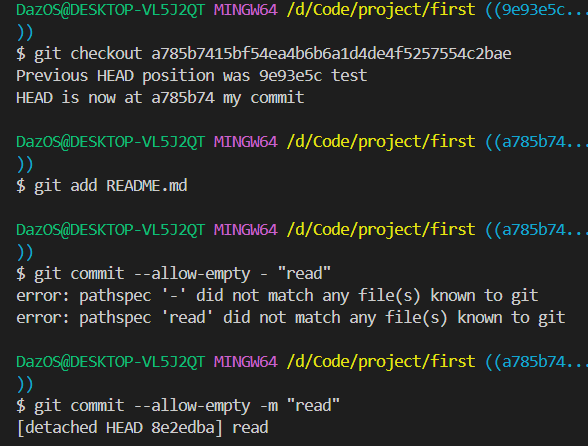 DazOS@DESKTOP-VL5J2QT MINGW64 /d/Code/project/first ((9e93e5c...
))
$ git checkout a785b7415bf54ea4b6b6a1d4de4f5257554c2bae
Previous HEAD position was 9e93e5c test
HEAD is now at a785b74 my commit
DazOS@DESKTOP-VL5J2QT MINGW64 /d/Code/project/first ((a785b74...
))
$ git add README.md
DazOS@DESKTOP-VL5J2QT MINGW64 /d/Code/project/first ((a785b74...
))
$ git commit --allow-empty - "read"
error: pathspec '-' did not match any file(s) known to git
error: pathspec 'read' did not match any file(s) known to git
DazOS@DESKTOP-VL5J2QT MINGW64 /d/Code/project/first ((a785b74...
))
$ git commit --allow-empty -m "read"
[detached HEAD 8e2edba] read